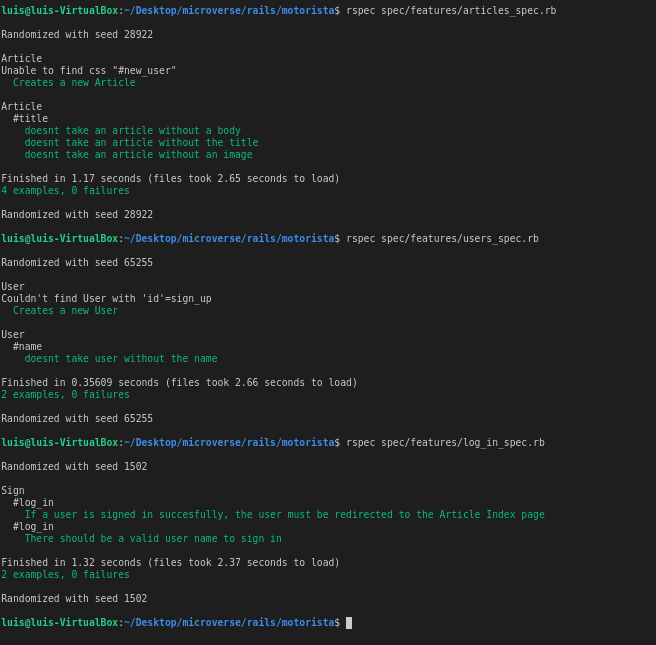 luis@luis-VirtualBox:~/Desktop/microverse/rails/motorista$ rspec spec/features/articles_spec.rb
Randomized with seed 28922
Article
Unable to find css "#new_user"
Creates a new Article
Article
#title
doesnt take an article without a body
doesnt take an article without the title
doesnt take an article without an image
Finished in 1.17 seconds (files took 2.65 seconds to load)
4 examples, 0 failures
Randomized with seed 28922
luis@luis-VirtualBox:~/Desktop/microverse/rails/motorista$ rspec spec/features/users_spec.rb
Randomized with seed 65255
User
Couldn't find User with 'id'=sign_up
Creates a new User
User
#name
doesnt take user without the name
Finished in 0.35609 seconds (files took 2.66 seconds to load)
2 examples, 0 failures
Randomized with seed 65255
luis@luis-VirtualBox:~/Desktop/microverse/rails/motorista$ rspec spec/features/log_in_spec.rb
Randomized with seed 1502
Sign
#log_in
If a user is signed in succesfully, the user must be redirected to the Article Index page
#log_in
There should be a valid user name to sign in
Finished in 1.32 seconds (files took 2.37 seconds to load)
2 examples, 0 failures
Randomized with seed 1502
luis@luis-VirtualBox:~/Desktop/microverse/rails/motorista$